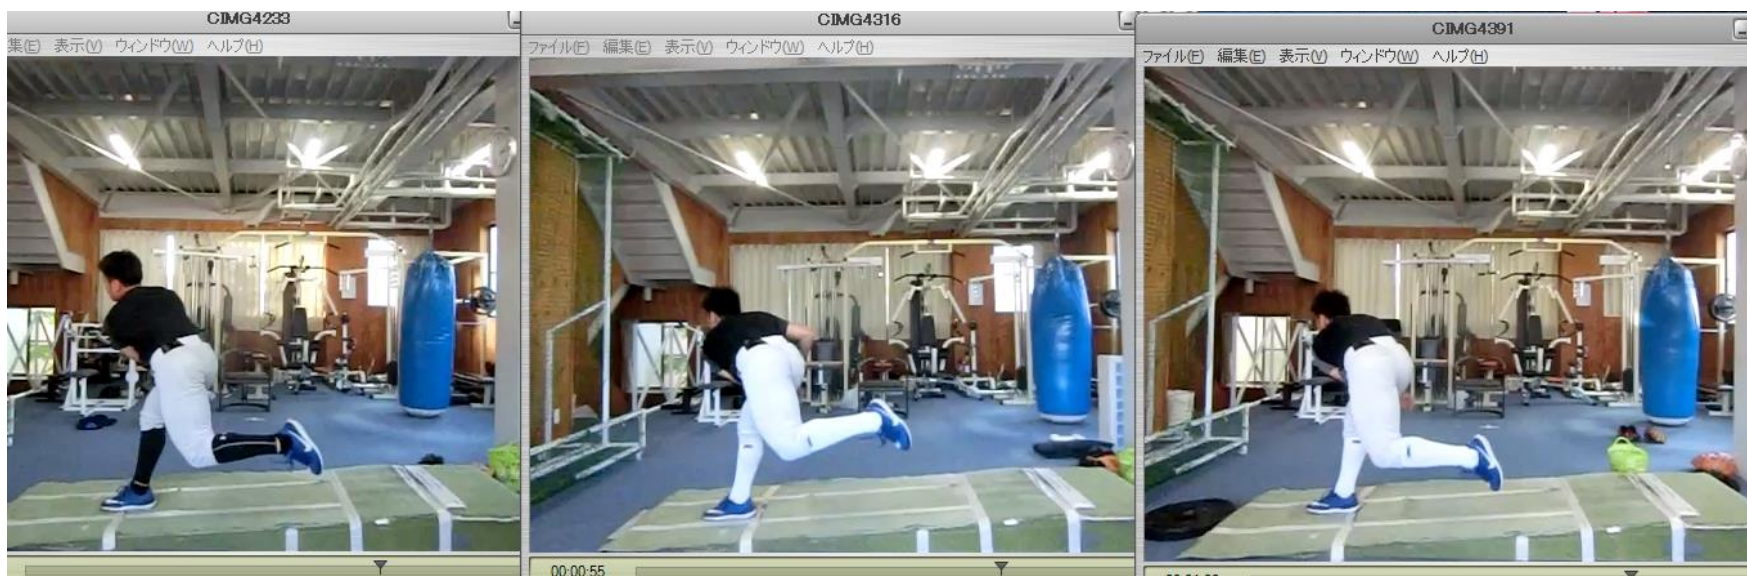 CIMG4233
集(E) 表示(V) ウィンドウ(W) ヘルプ(H)
CIMG4316
ファイル(F) 編集(E) 表示(V) ウィンドウ(W) ヘルプ(H)
00:00:55
CIMG4391
ファイル(F) 編集(E) 表示(V) ウィンドウ(W) ヘルプ(H)